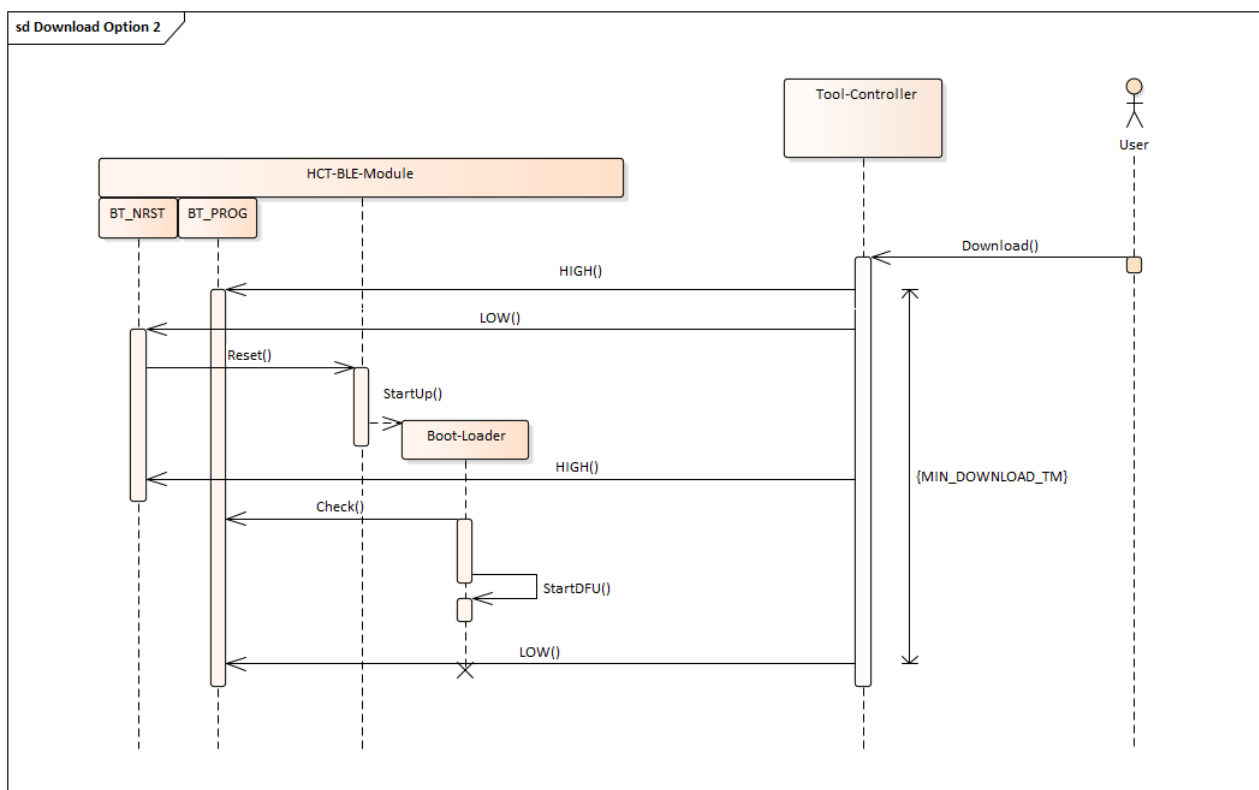 sd Download Option 2
Tool-Controller
User
HCT-BLE-Module
BT_NRST
BT_PROG
Download()
HIGH()
LOW()
Reset()
StartUp()
Boot-Loader
HIGH()
{MIN_DOWNLOAD_TM}
Check()
StartDFU()
LOW()